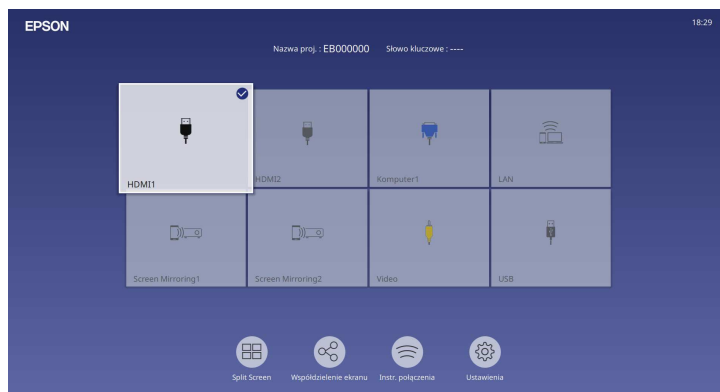 EPSON
18:29
Nazwa proj. : EB000000 Słowo kluczowe : ----
HDMI1
HDMI2
Komputer1
LAN
Screen Mirroring1
Screen Mirroring2
Video
USB
Split Screen
Współdzielenie ekranu
Instr. połączenia
Ustawienia